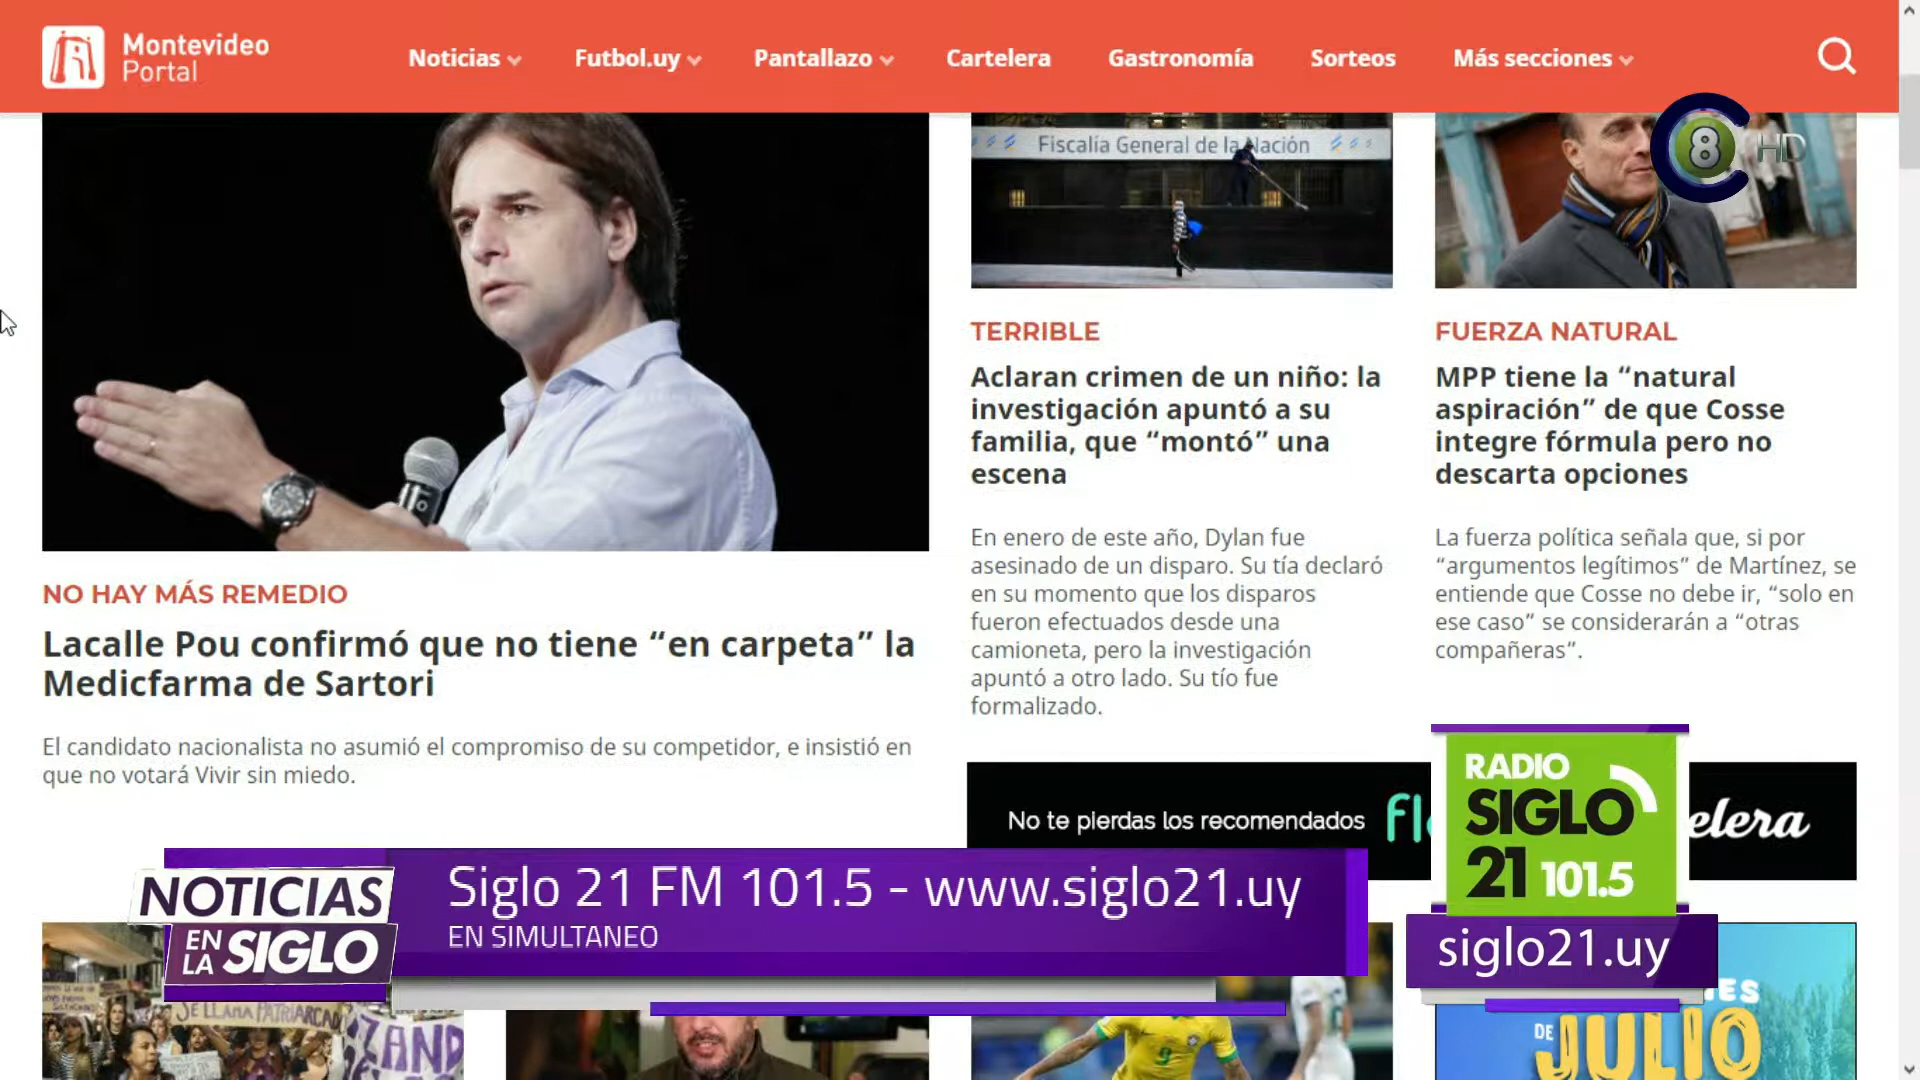 Montevideo
Portal
Noticias
Futbol.uy
Pantallazo
Cartelera
Gastronomía
Sorteos
Más secciones
8
HD
Fiscalía General de la Nación
NO HAY MÁS REMEDIO
Lacalle Pou confirmó que no tiene “en carpeta” la
Medicfarma de Sartori
El candidato nacionalista no asumió el compromiso de su competidor, e insistió en
que no votará Vivir sin miedo.
TERRIBLE
Aclaran crimen de un niño: la
investigación apuntó a su
familia, que “montó” una
escena
En enero de este año, Dylan fue
asesinado de un disparo. Su tía declaró
en su momento que los disparos
fueron efectuados desde una
camioneta, pero la investigación
apuntó a otro lado. Su tío fue
formalizado.
FUERZA NATURAL
MPP tiene la “natural
aspiración” de que Cosse
integre fórmula pero no
descarta opciones
La fuerza política señala que, si por
“argumentos legítimos” de Martínez, se
entiende que Cosse no debe ir, “solo en
ese caso” se considerarán a “otras
compañeras”.
No te pierdas los recomendados
elera
RADIO
SIGLO
21 101.5
siglo21.uy
NOTICIAS
EN LA SIGLO
Siglo 21 FM 101.5 - www.siglo21.uy
EN SIMULTANEO
SE LLAMA PATRIARCADO
9
DE
JULIO